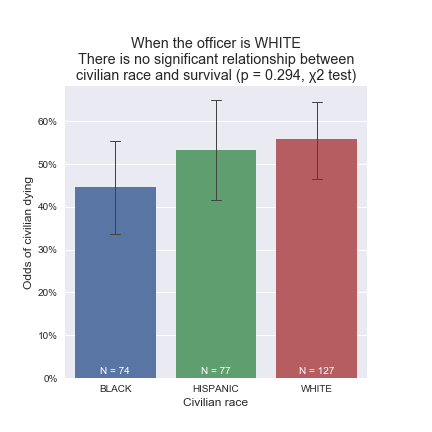 When the officer is WHITE
There is no significant relationship between
civilian race and survival (p = 0.294, χ2 test)
Odds of civilian dying
60%
50%
40%
30%
20%
10%
0%
N = 74
N = 77
N = 127
BLACK
HISPANIC
WHITE
Civilian race